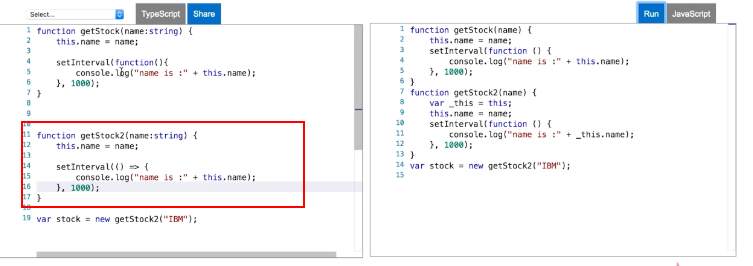 Select...
TypeScript
Share
Run
JavaScript
1 function getStock(name:string) {
2 this.name = name;
3
4 setInterval(function(){
5 console.log("name is :" + this.name);
6 }, 1000);
7 }
8
9
10
11 function getStock2(name:string) {
12 this.name = name;
13
14 setInterval(() => {
15 console.log("name is :" + this.name);
16 }, 1000);
17 }
18
19 var stock = new getStock2("IBM");
1 function getStock(name) {
2 this.name = name;
3 setInterval(function () {
4 console.log("name is :" + this.name);
5 }, 1000);
6 }
7 function getStock2(name) {
8 var _this = this;
9 this.name = name;
10 setInterval(function () {
11 console.log("name is :" + _this.name);
12 }, 1000);
13 }
14 var stock = new getStock2("IBM");
15